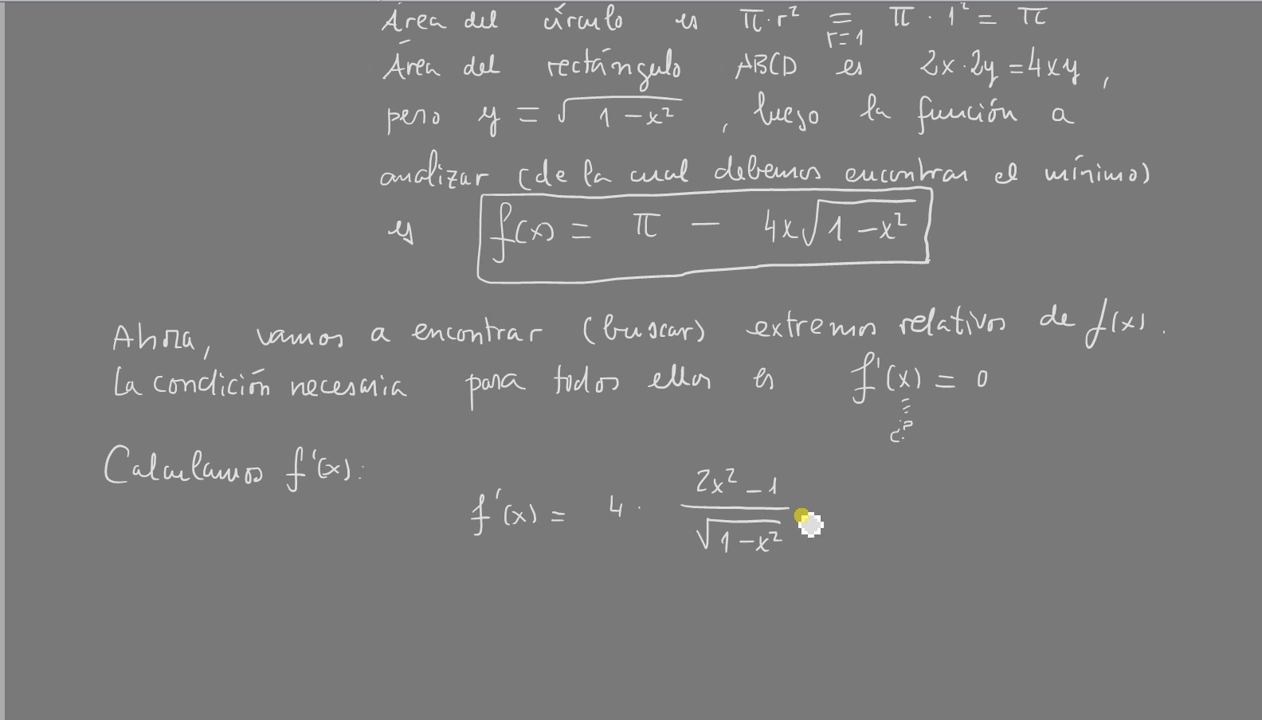 Área del círculo es π·r² = π · 1² = π
r=1
Área del rectángulo ABCD es 2x·2y = 4xy,
pero y = √(1-x²), luego la función a
analizar (de la cual debemos encontrar el mínimo)
es f(x) = π - 4x√(1-x²)
Ahora, vamos a encontrar (buscar) extremos relativos de f(x).
La condición necesaria para todos ellos es f'(x) = 0
¿?
Calculamos f'(x):
f'(x) = 4 · (2x² - 1)/√(1-x²)